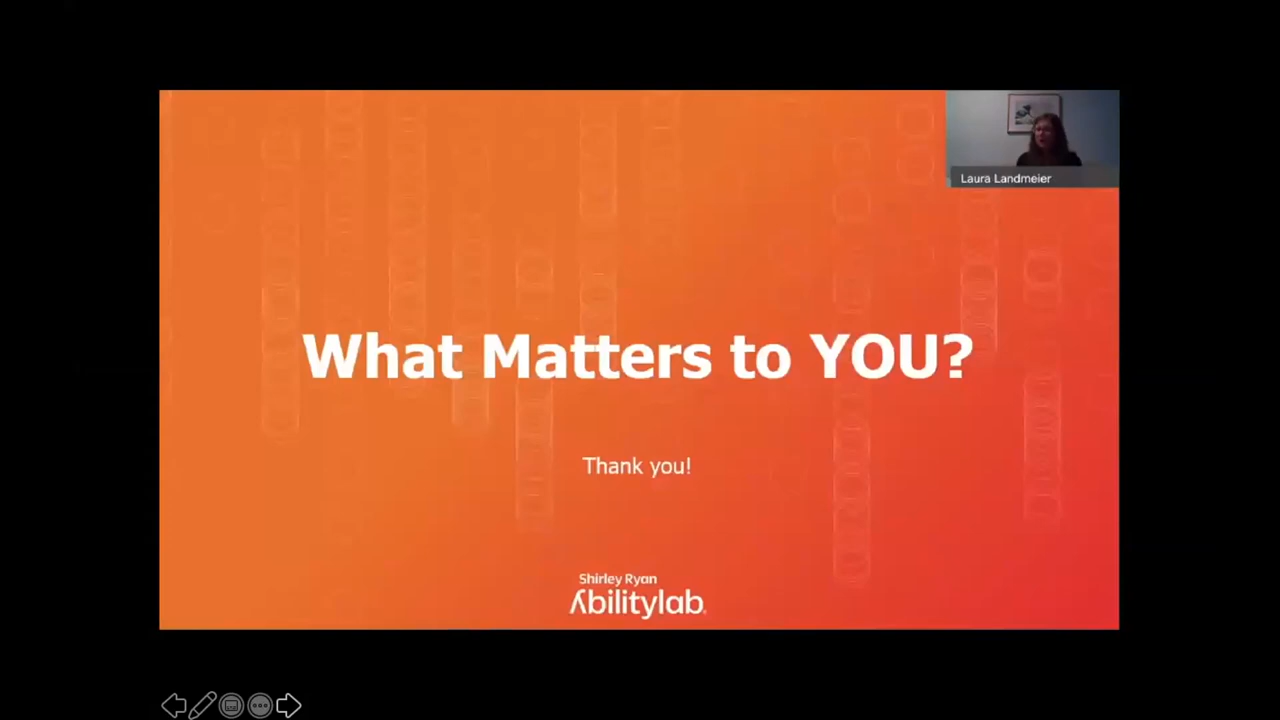 Laura Landmeier
What Matters to YOU?
Thank you!
Shirley Ryan
Abilitylab